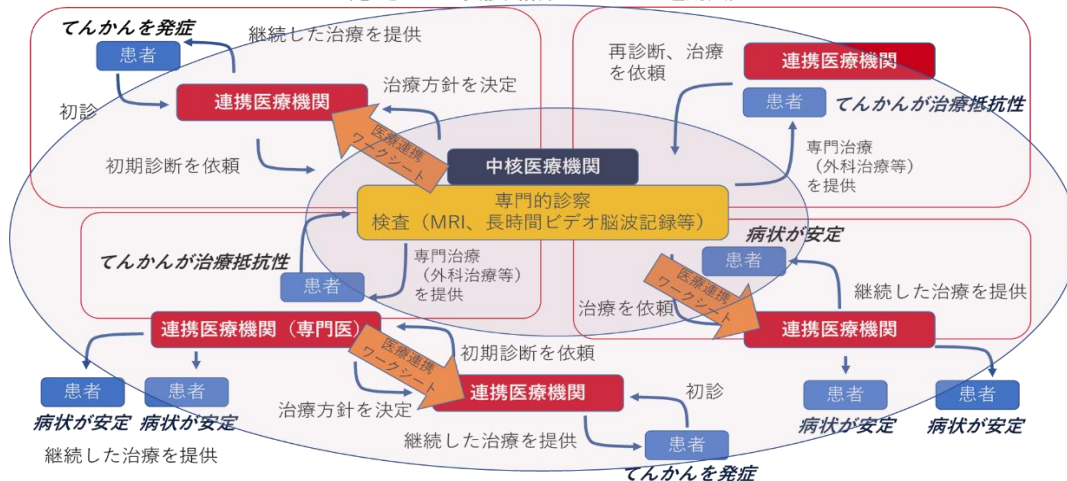 てんかんを発症
患者
継続した治療を提供
初診
連携医療機関
治療方針を決定
初期診断を依頼
医療連携
ワークシート
再診断、治療
を依頼
連携医療機関
患者
てんかんが治療抵抗性
専門治療
(外科治療等)
を提供
中核医療機関
専門的診察
検査(MRI、長時間ビデオ脳波記録等)
てんかんが治療抵抗性
患者
専門治療
(外科治療等)
を提供
病状が安定
患者
医療連携
ワークシート
治療を依頼
継続した治療を提供
連携医療機関
患者
病状が安定
患者
病状が安定
連携医療機関(専門医)
医療連携
ワークシート
初期診断を依頼
治療方針を決定
患者
病状が安定
患者
病状が安定
継続した治療を提供
連携医療機関
初診
継続した治療を提供
患者
てんかんを発症